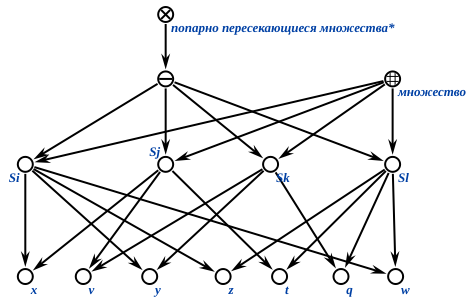 попарно пересекающиеся множества*
множество
Sj
Si
Sk
Sl
x
v
y
z
t
q
w